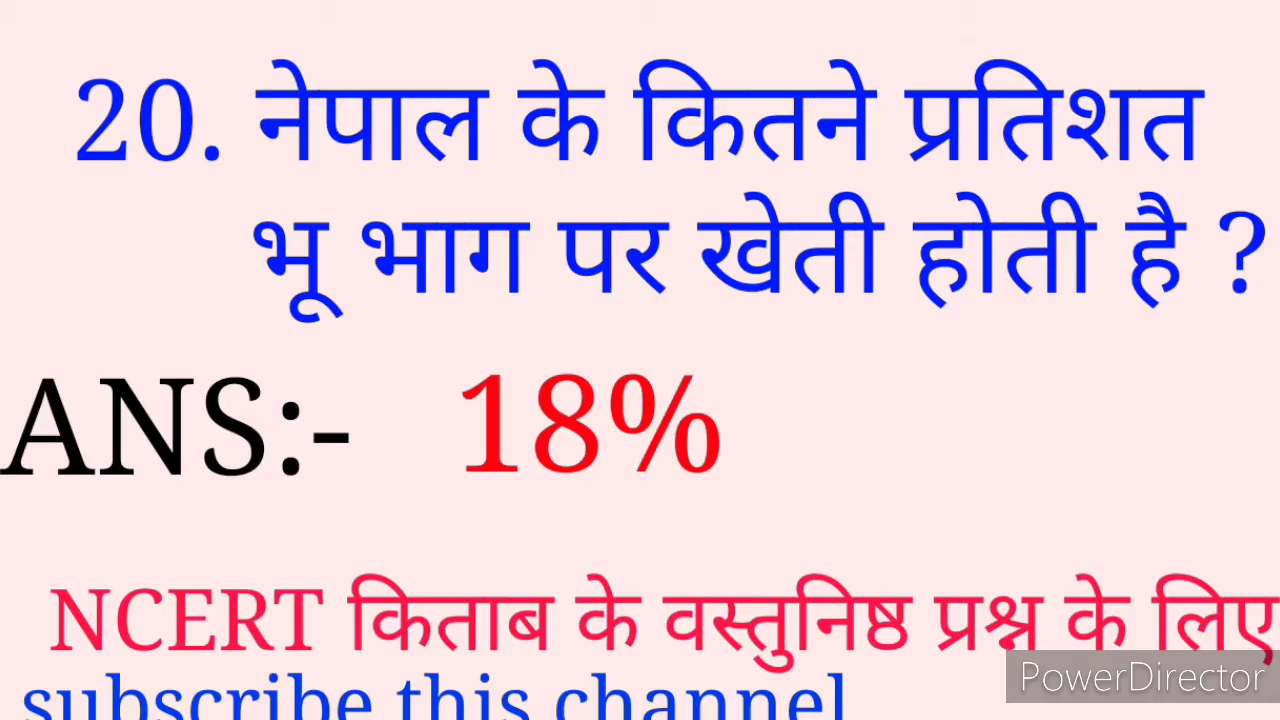 20. नेपाल के कितने प्रतिशत
भू भाग पर खेती होती है ?
ANS:- 18%
NCERT किताब के वस्तुनिष्ठ प्रश्न के लिए
subscribe this channel
PowerDirector